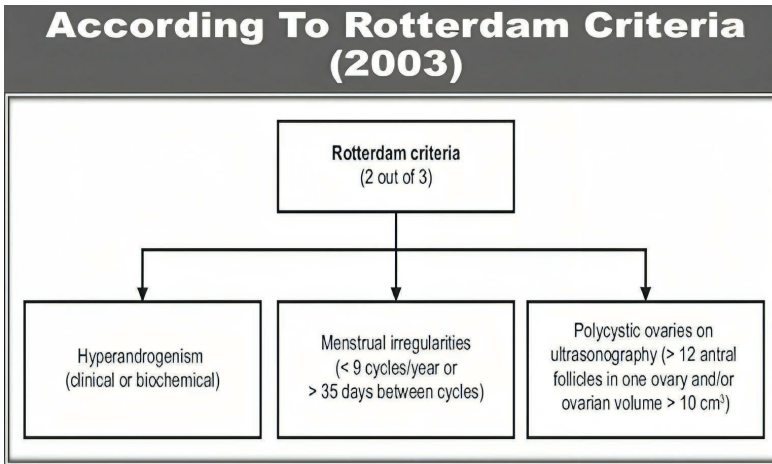 According To Rotterdam Criteria
(2003)
Rotterdam criteria
(2 out of 3)
Hyperandrogenism
(clinical or biochemical)
Menstrual irregularities
(< 9 cycles/year or
> 35 days between cycles)
Polycystic ovaries on
ultrasonography (> 12 antral
follicles in one ovary and/or
ovarian volume > 10 cm³)